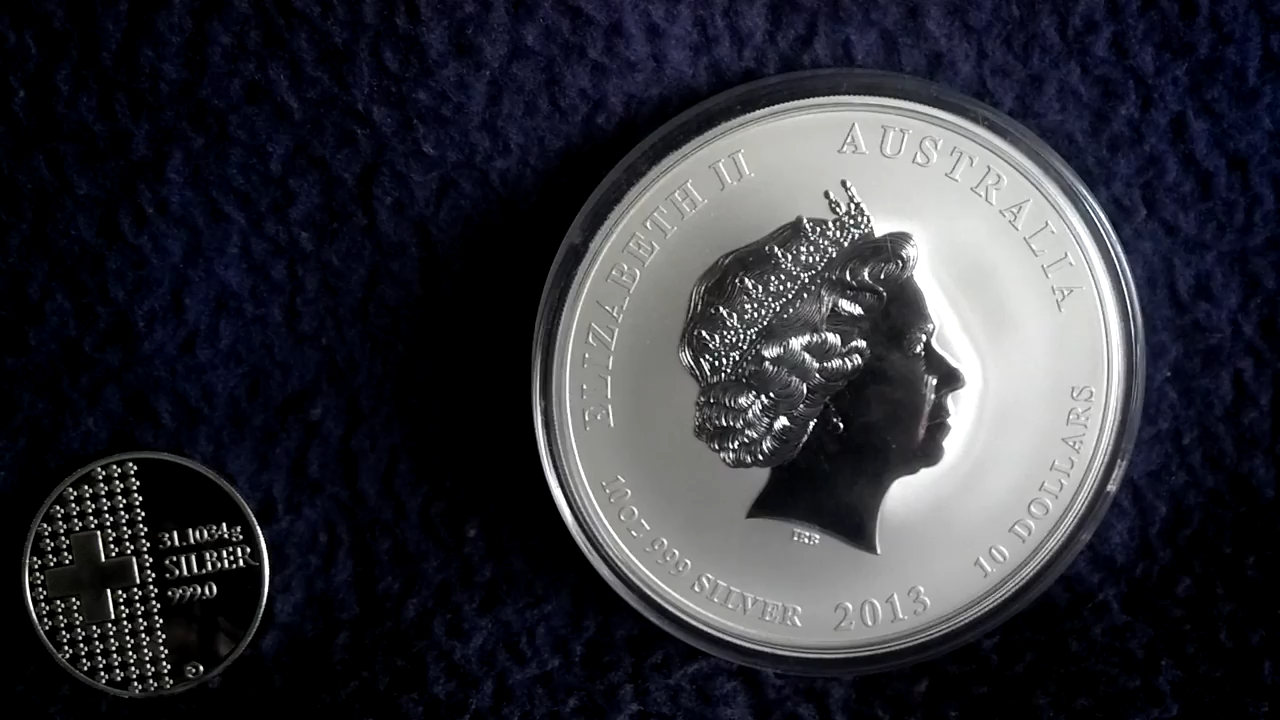 ELIZABETH II
AUSTRALIA
10 OZ 999 SILVER
2013
10 DOLLARS
IRB
31.1034g
SILBER
999.0